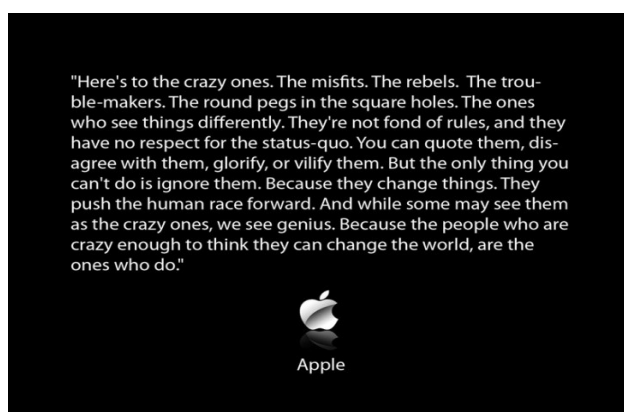 "Here's to the crazy ones. The misfits. The rebels.  The trou-
ble-makers. The round pegs in the square holes. The ones
who see things differently. They're not fond of rules, and they
have no respect for the status-quo. You can quote them, dis-
agree with them, glorify, or vilify them. But the only thing you
can't do is ignore them. Because they change things. They
push the human race forward. And while some may see them
as the crazy ones, we see genius. Because the people who are
crazy enough to think they can change the world, are the
ones who do."
Apple